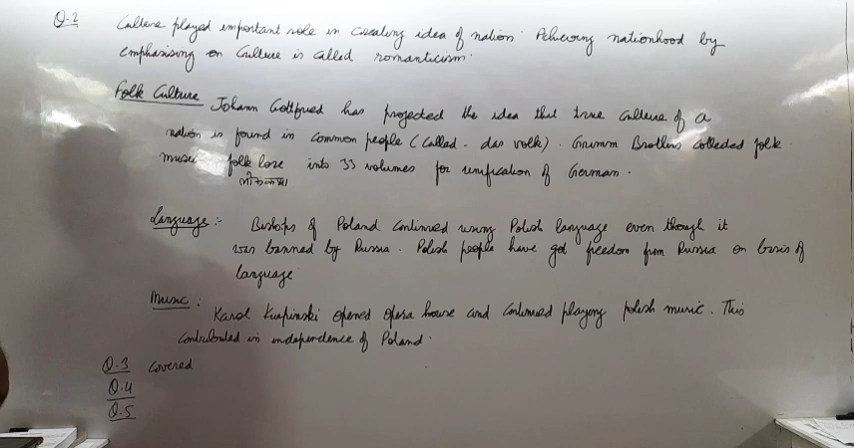 Q-2 Culture played important role in creating idea of nation. Achieving nationhood by
emphasising on Culture is called romanticism.
Folk Culture Johann Gottfried has projected the idea that true culture of a
nation is found in common people (called - das volk). Grimm Brothers collected folk
music folk lore into 33 volumes for unification of German.
लोककथा
Language:- Bishops of Poland continued using Polish language even though it
was banned by Russia. Polish people have got freedom from Russia on basis of
language
Music. Karol Kurpinski opened opera house and continued playing polish music. This
contributed in independence of Poland.
Q.3 Covered
Q.4
Q.5